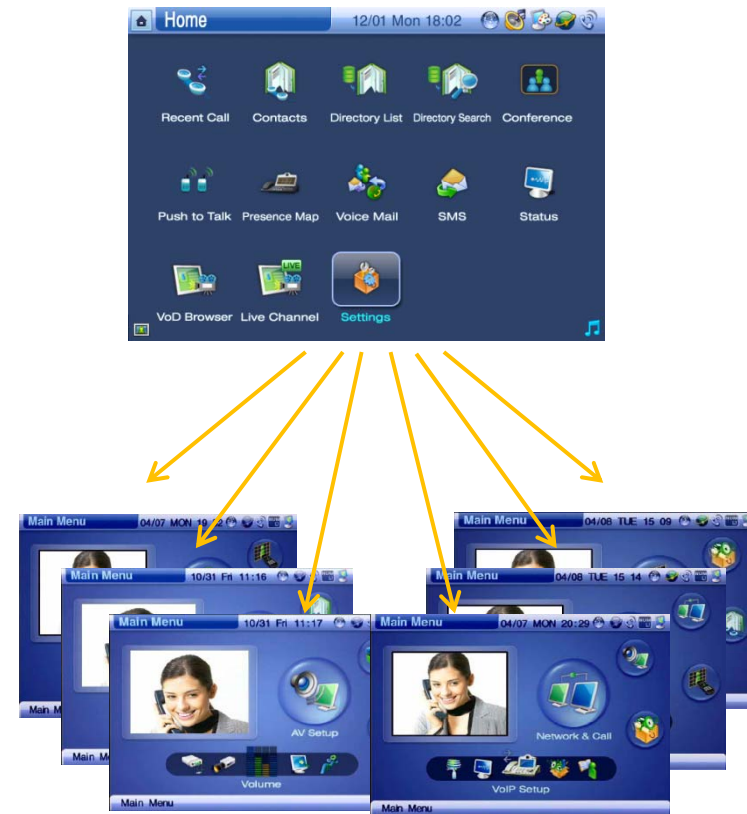 Home 12/01 Mon 18:02
Recent Call Contacts Directory List Directory Search Conference
Push to Talk Presence Map Voice Mail SMS Status
LIVE
VoD Browser Live Channel Settings
Main Menu 04/07 MON 19
Main Menu 04/08 TUE 15 09
Main Menu 10/31 Fri 11:16
Main Menu 04/08 TUE 15 14
Main Menu 10/31 Fri 11:17
Main Menu 04/07 MON 20:29
AV Setup
Network & Call
Main M
Main M
Volume
VoIP Setup
Main Menu
Main Menu